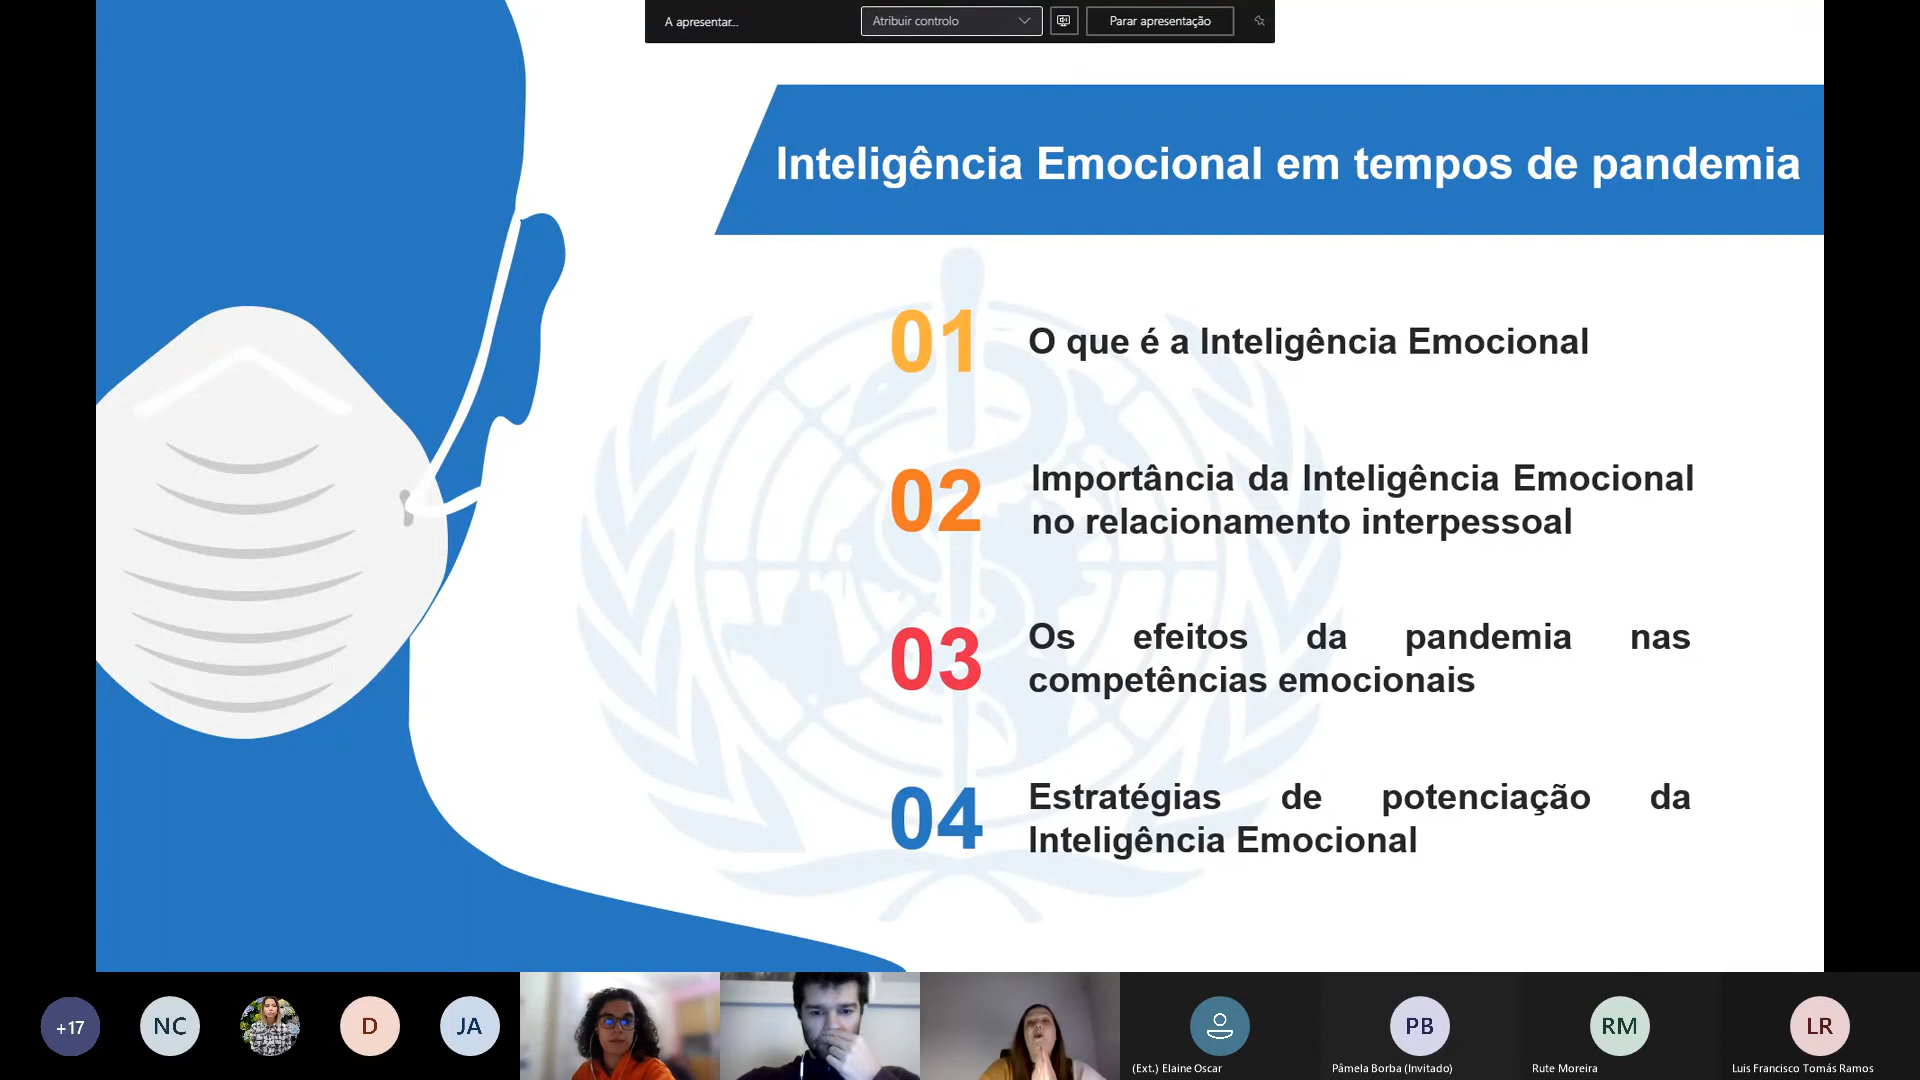 A apresentar...
Atribuir controlo
Parar apresentação
Inteligência Emocional em tempos de pandemia
01
O que é a Inteligência Emocional
02
Importância da Inteligência Emocional
no relacionamento interpessoal
03
Os efeitos da pandemia nas
competências emocionais
04
Estratégias de potenciação da
Inteligência Emocional
+17
NC
D
JA
(Ext.) Elaine Oscar
PB
Pâmela Borba (Invitado)
RM
Rute Moreira
LR
Luis Francisco Tomás Ramos